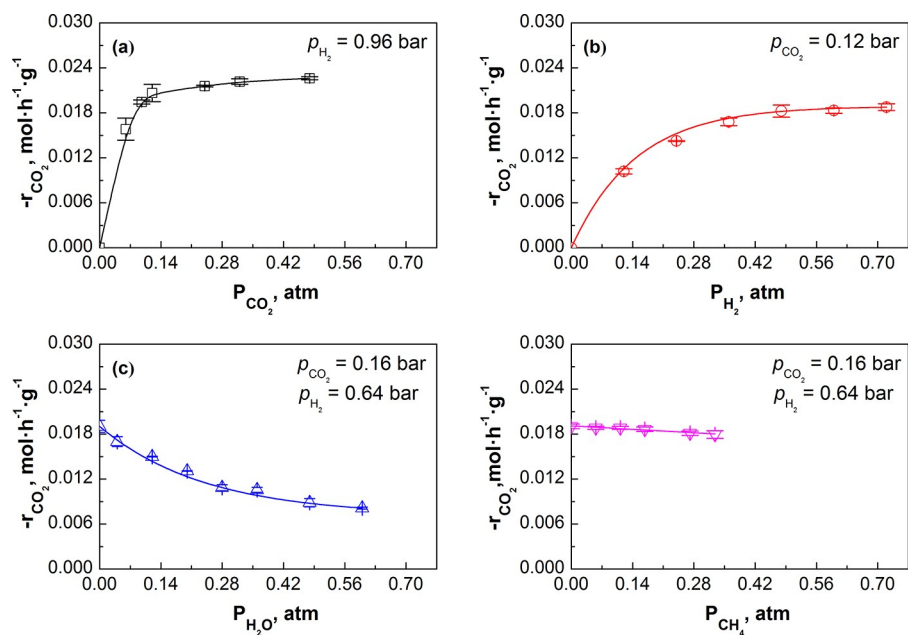 (a)
p_H₂ = 0.96 bar
-r_CO₂, mol·h⁻¹·g⁻¹
0.030
0.024
0.018
0.012
0.006
0.000
0.00 0.14 0.28 0.42 0.56 0.70
P_CO₂, atm
(b)
p_CO₂ = 0.12 bar
-r_CO₂, mol·h⁻¹·g⁻¹
0.030
0.024
0.018
0.012
0.006
0.000
0.00 0.14 0.28 0.42 0.56 0.70
P_H₂, atm
(c)
p_CO₂ = 0.16 bar
p_H₂ = 0.64 bar
-r_CO₂, mol·h⁻¹·g⁻¹
0.030
0.024
0.018
0.012
0.006
0.000
0.00 0.14 0.28 0.42 0.56 0.70
P_H₂O, atm
p_CO₂ = 0.16 bar
p_H₂ = 0.64 bar
-r_CO₂, mol·h⁻¹·g⁻¹
0.030
0.024
0.018
0.012
0.006
0.000
0.00 0.14 0.28 0.42 0.56 0.70
P_CH₄, atm